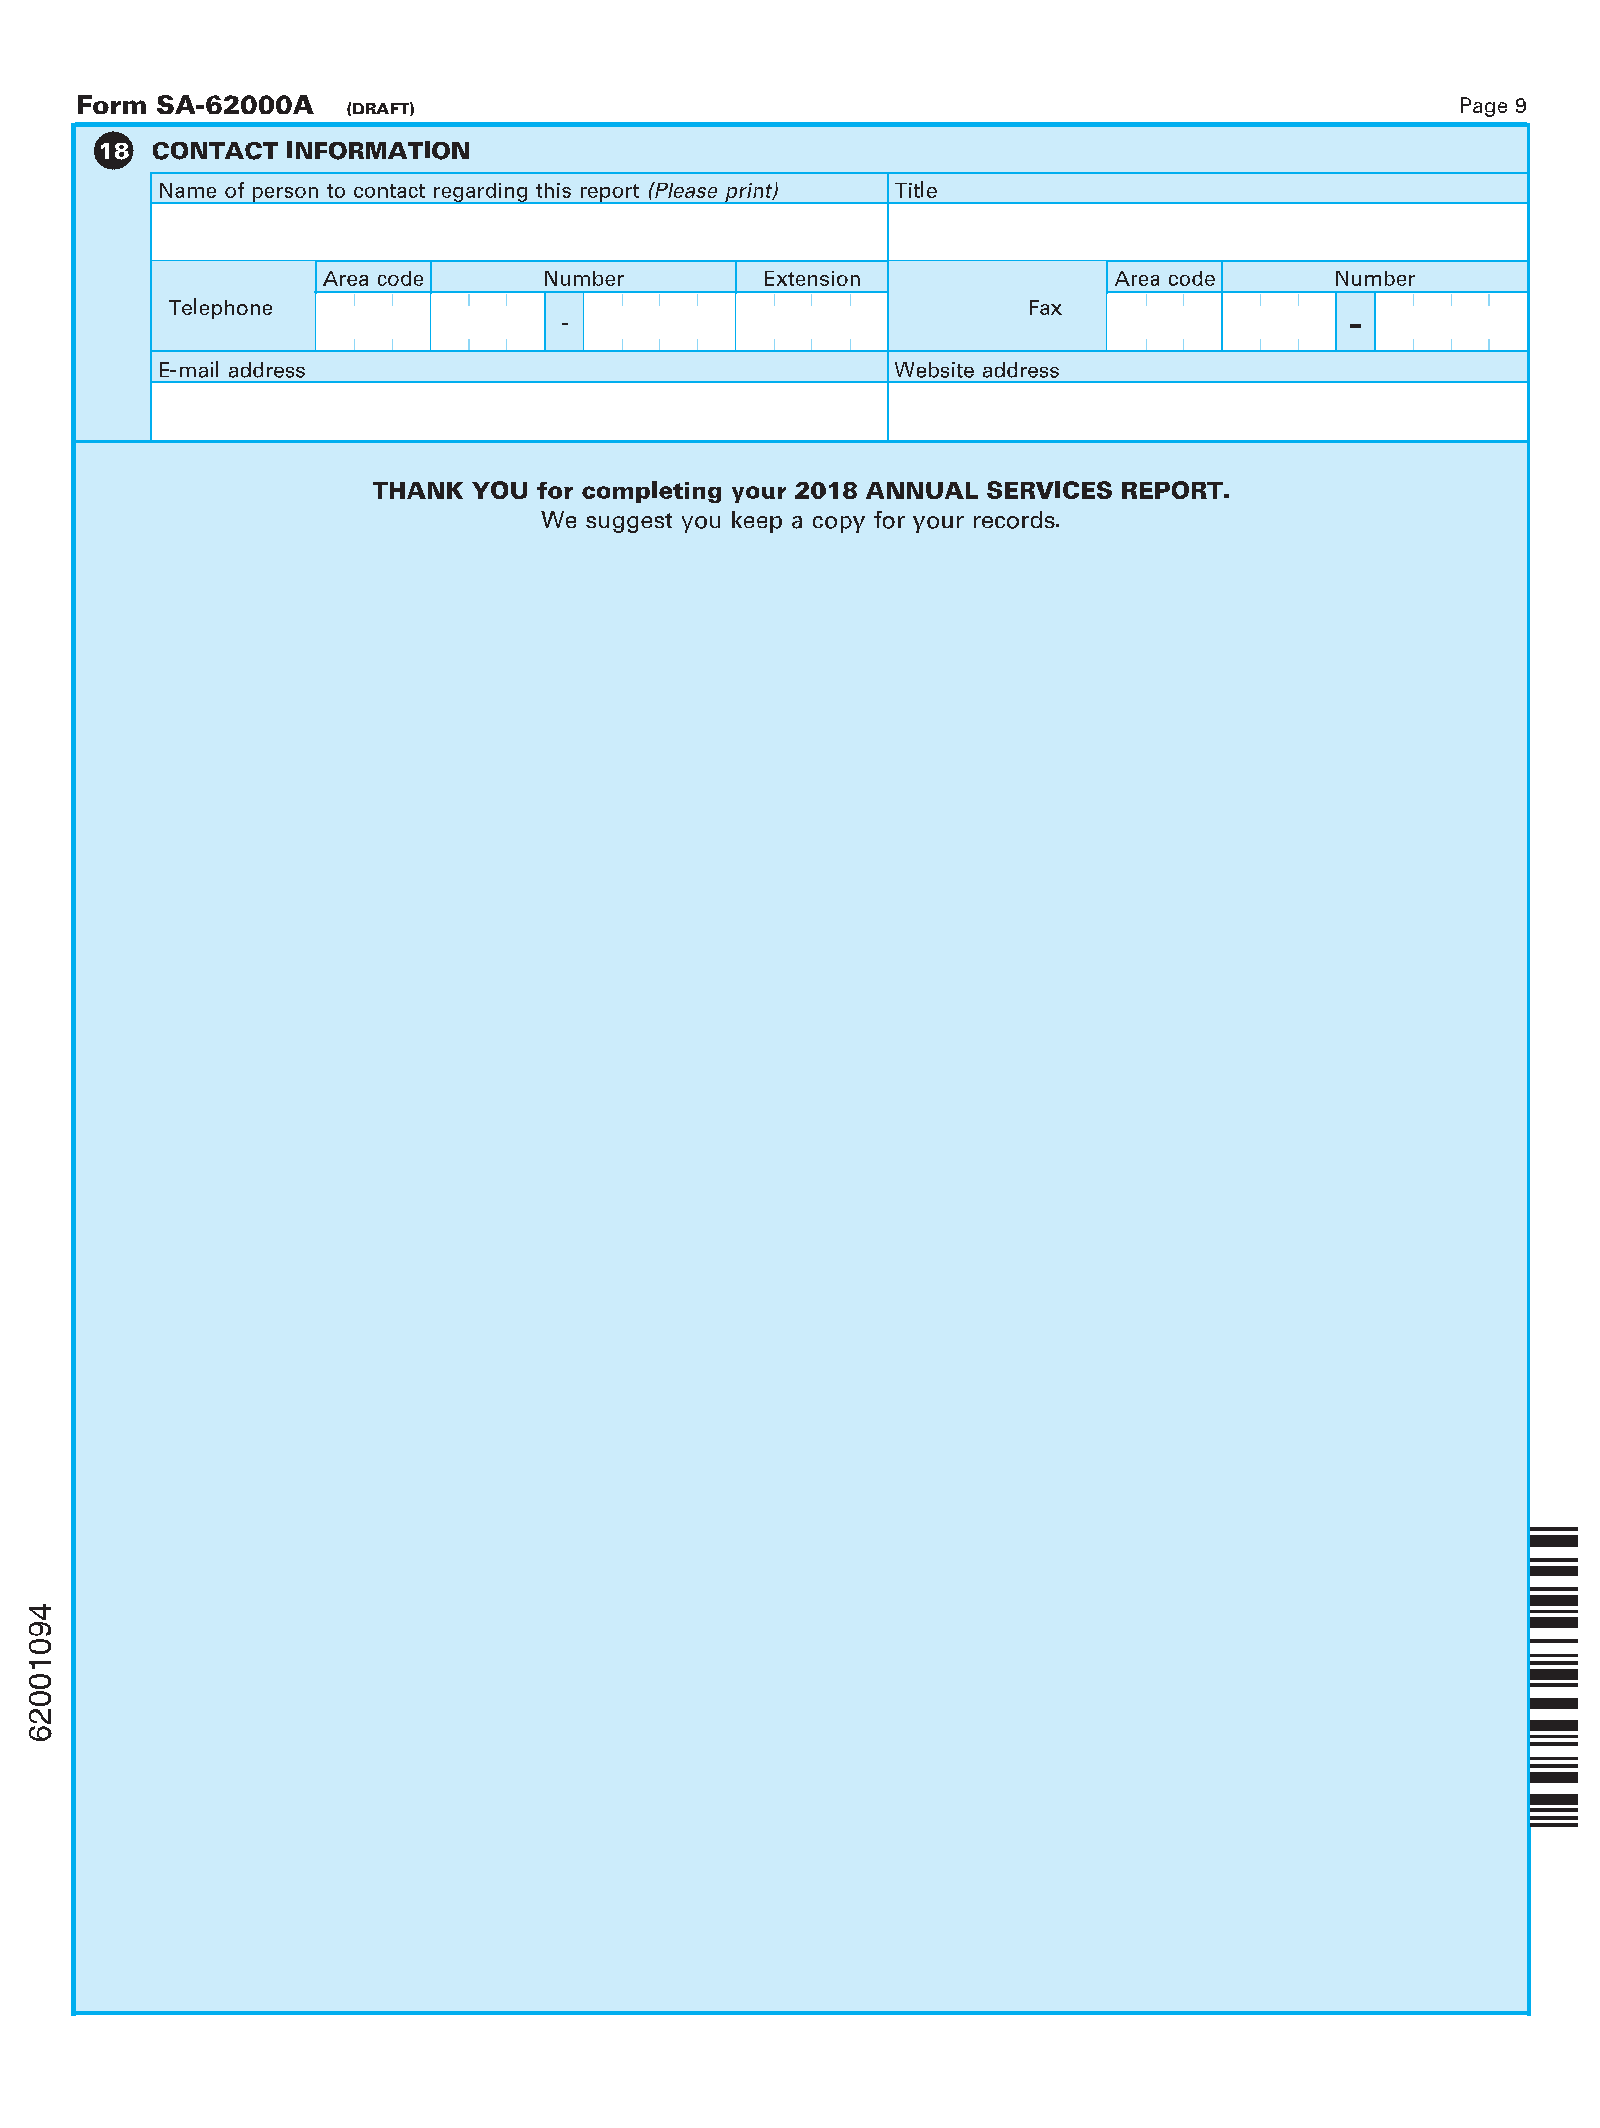 Form SA-62000A (DRAFT) Page 9
18 CONTACT INFORMATION
Name of person to contact regarding this report (Please print) Title
Area code Number Extension Area code Number
Telephone - Fax -
E-mail address Website address
THANK YOU for completing your 2018 ANNUAL SERVICES REPORT.
We suggest you keep a copy for your records.
62001094